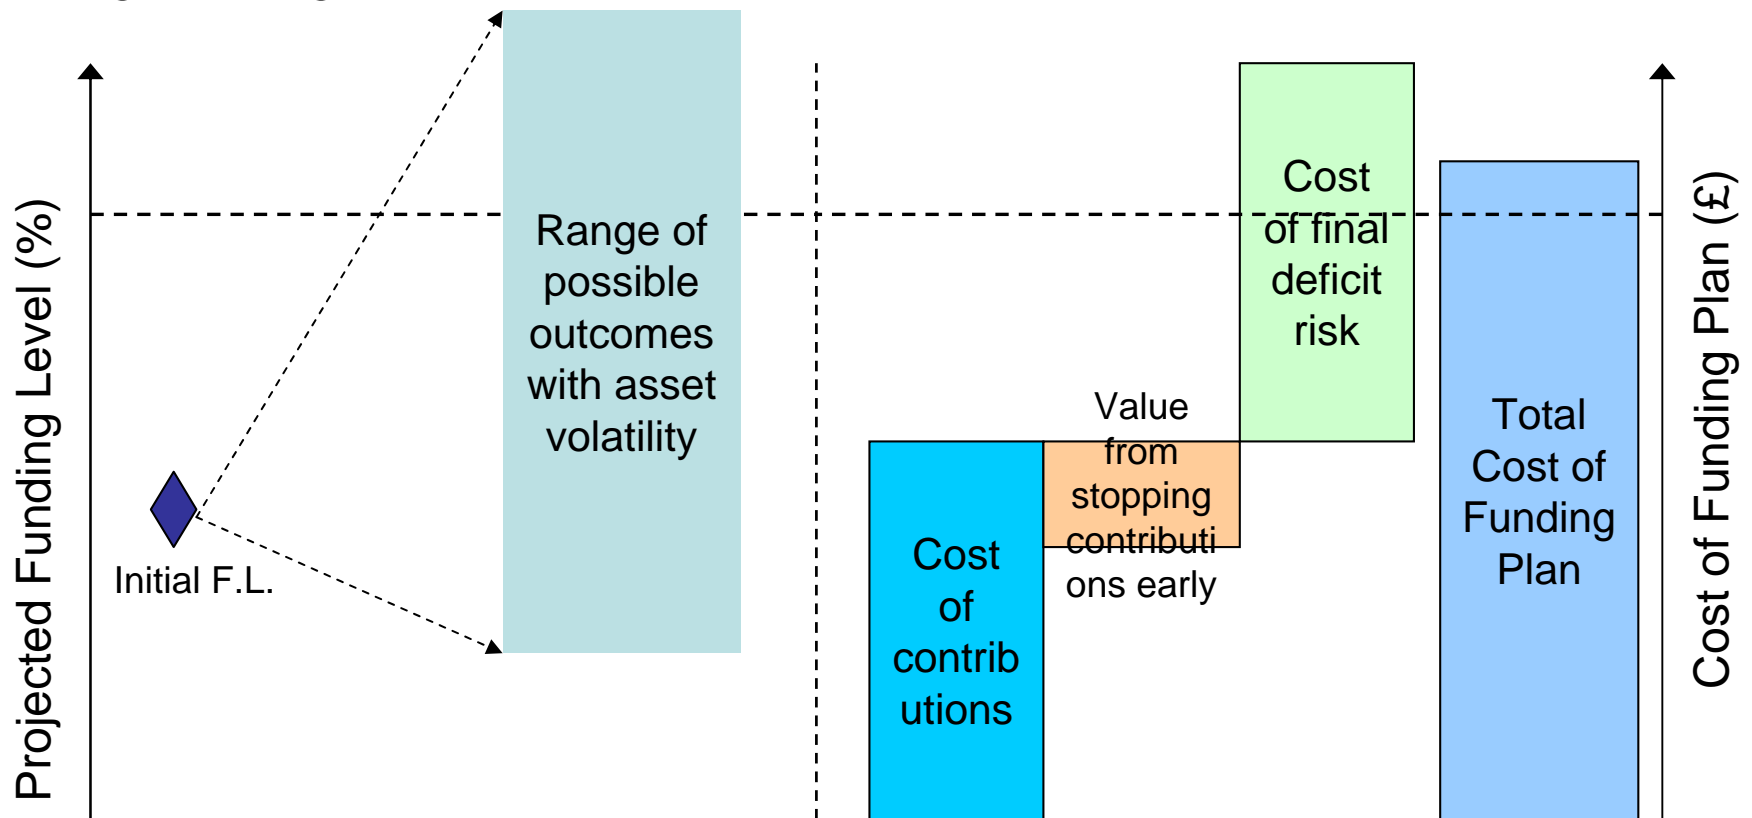 Projected Funding Level (%)
Initial F.L.
Range of
possible
outcomes
with asset
volatility
Cost
of
contrib
utions
Value
from
stopping
contributi
ons early
Cost
of final
deficit
risk
Total
Cost of
Funding
Plan
Cost of Funding Plan (£)